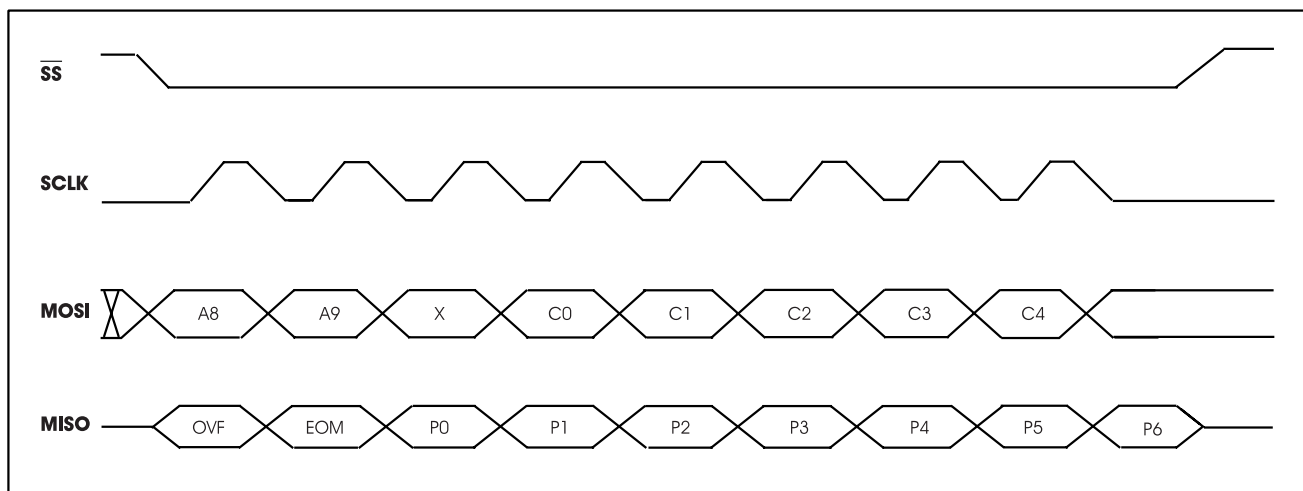 S̅S̅
SCLK
MOSI A8 A9 X C0 C1 C2 C3 C4
MISO OVF EOM P0 P1 P2 P3 P4 P5 P6